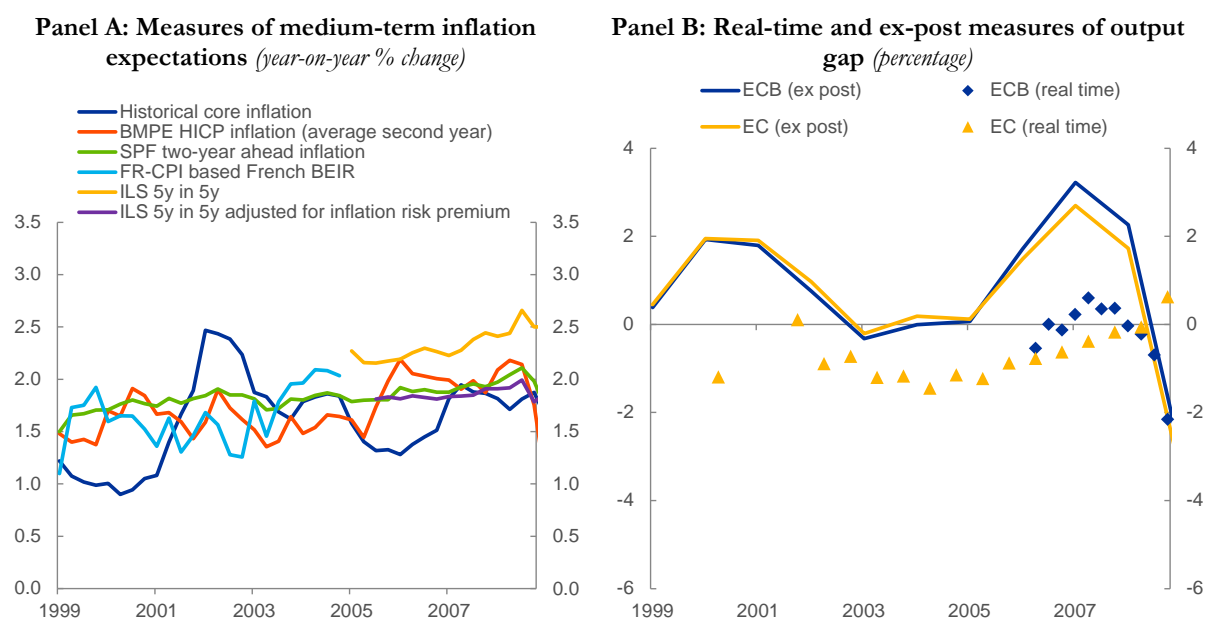 Panel A: Measures of medium-term inflation
expectations (year-on-year % change)
Historical core inflation
BMPE HICP inflation (average second year)
SPF two-year ahead inflation
FR-CPI based French BEIR
ILS 5y in 5y
ILS 5y in 5y adjusted for inflation risk premium
3.5 3.5
3.0 3.0
2.5 2.5
2.0 2.0
1.5 1.5
1.0 1.0
0.5 0.5
0.0 0.0
1999 2001 2003 2005 2007
Panel B: Real-time and ex-post measures of output
gap (percentage)
ECB (ex post) ECB (real time)
EC (ex post) EC (real time)
4 4
2 2
0 0
-2 -2
-4 -4
-6 -6
1999 2001 2003 2005 2007